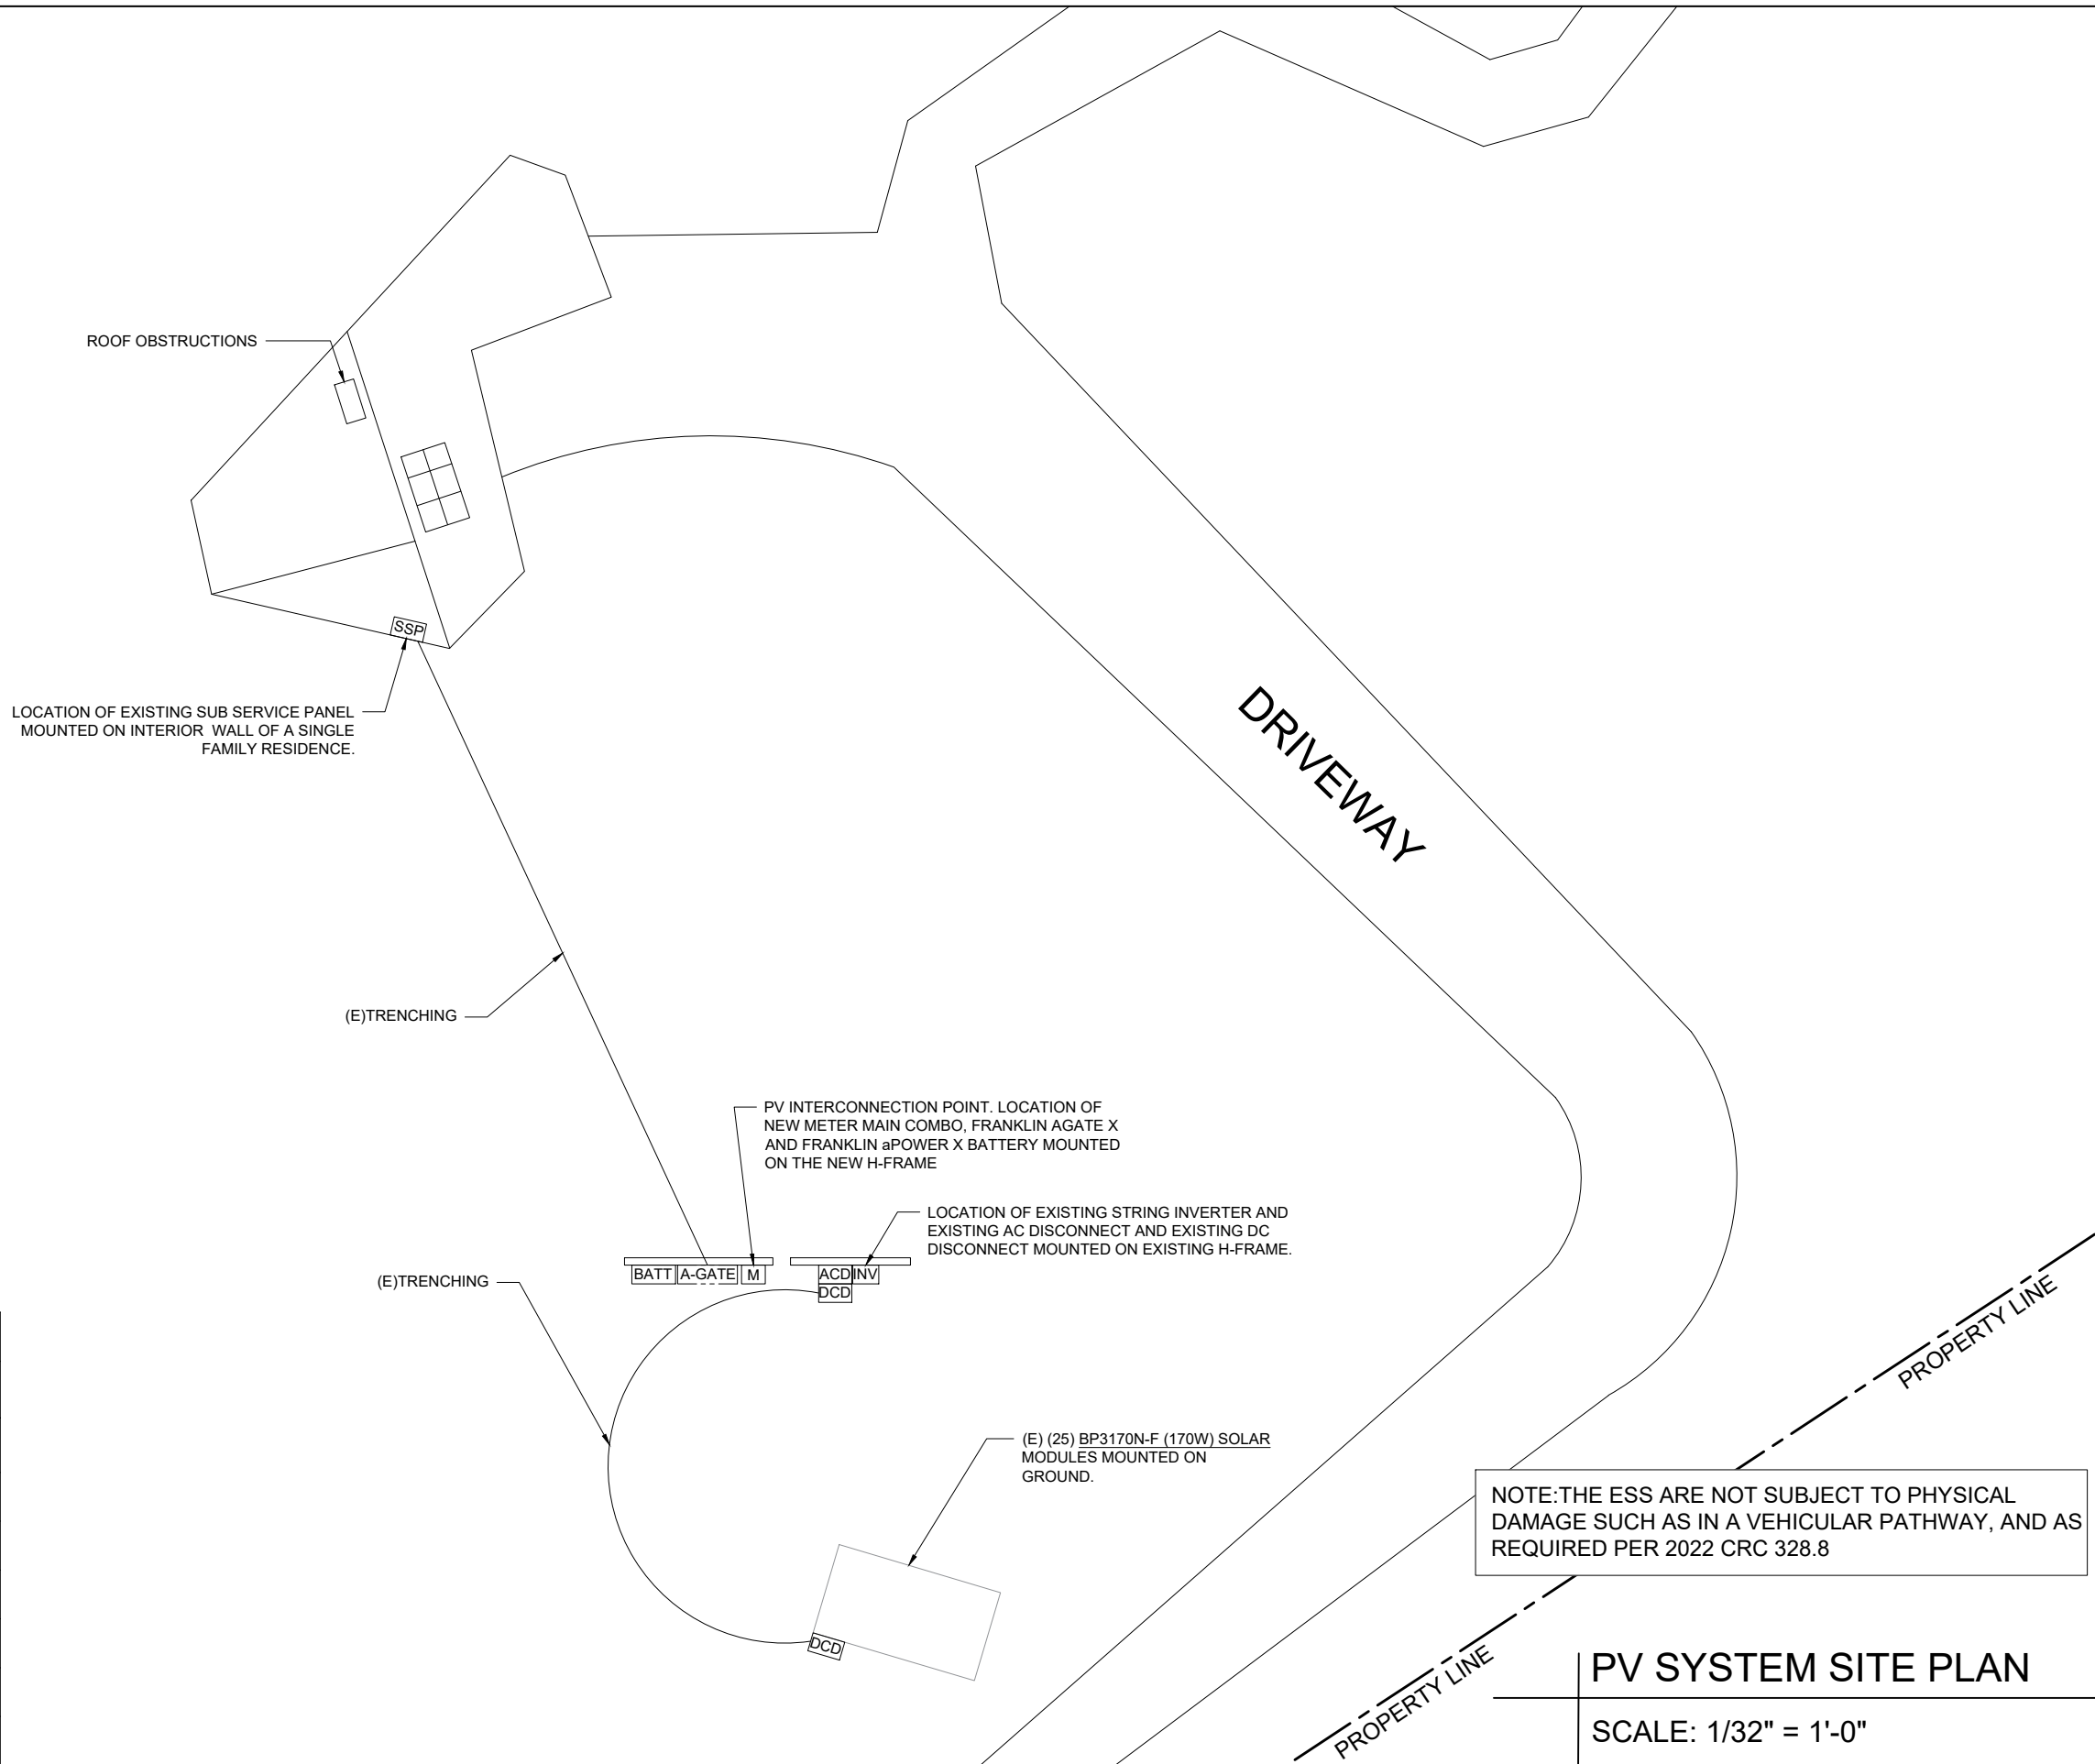 ROOF OBSTRUCTIONS
SSP
LOCATION OF EXISTING SUB SERVICE PANEL
MOUNTED ON INTERIOR WALL OF A SINGLE
FAMILY RESIDENCE.
DRIVEWAY
(E)TRENCHING
PV INTERCONNECTION POINT. LOCATION OF
NEW METER MAIN COMBO, FRANKLIN AGATE X
AND FRANKLIN aPOWER X BATTERY MOUNTED
ON THE NEW H-FRAME
LOCATION OF EXISTING STRING INVERTER AND
EXISTING AC DISCONNECT AND EXISTING DC
DISCONNECT MOUNTED ON EXISTING H-FRAME.
BATT A-GATE M
ACD INV
DCD
(E)TRENCHING
PROPERTY LINE
(E) (25) BP3170N-F (170W) SOLAR
MODULES MOUNTED ON
GROUND.
NOTE:THE ESS ARE NOT SUBJECT TO PHYSICAL
DAMAGE SUCH AS IN A VEHICULAR PATHWAY, AND AS
REQUIRED PER 2022 CRC 328.8
DCD
PROPERTY LINE
PV SYSTEM SITE PLAN
SCALE: 1/32" = 1'-0"